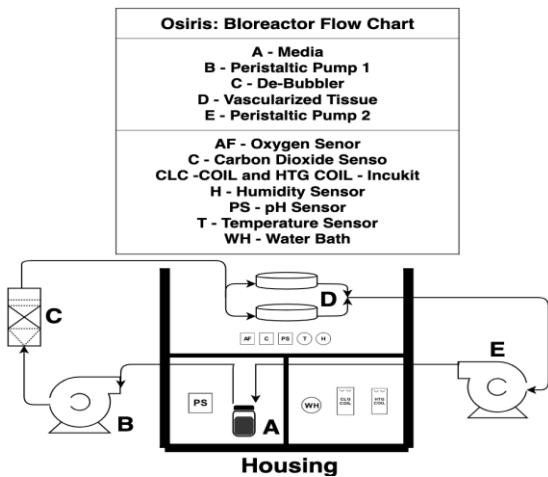 Osiris: Bloreactor Flow Chart
A - Media
B - Peristaltic Pump 1
C - De-Bubbler
D - Vascularized Tissue
E - Peristaltic Pump 2
AF - Oxygen Senor
C - Carbon Dioxide Senso
CLC -COIL and HTG COIL - Incukit
H - Humidity Sensor
PS - pH Sensor
T - Temperature Sensor
WH - Water Bath
D
C
AF C PS T H
E
PS
WH
CLG
COIL
HTG
COIL
B
A
Housing